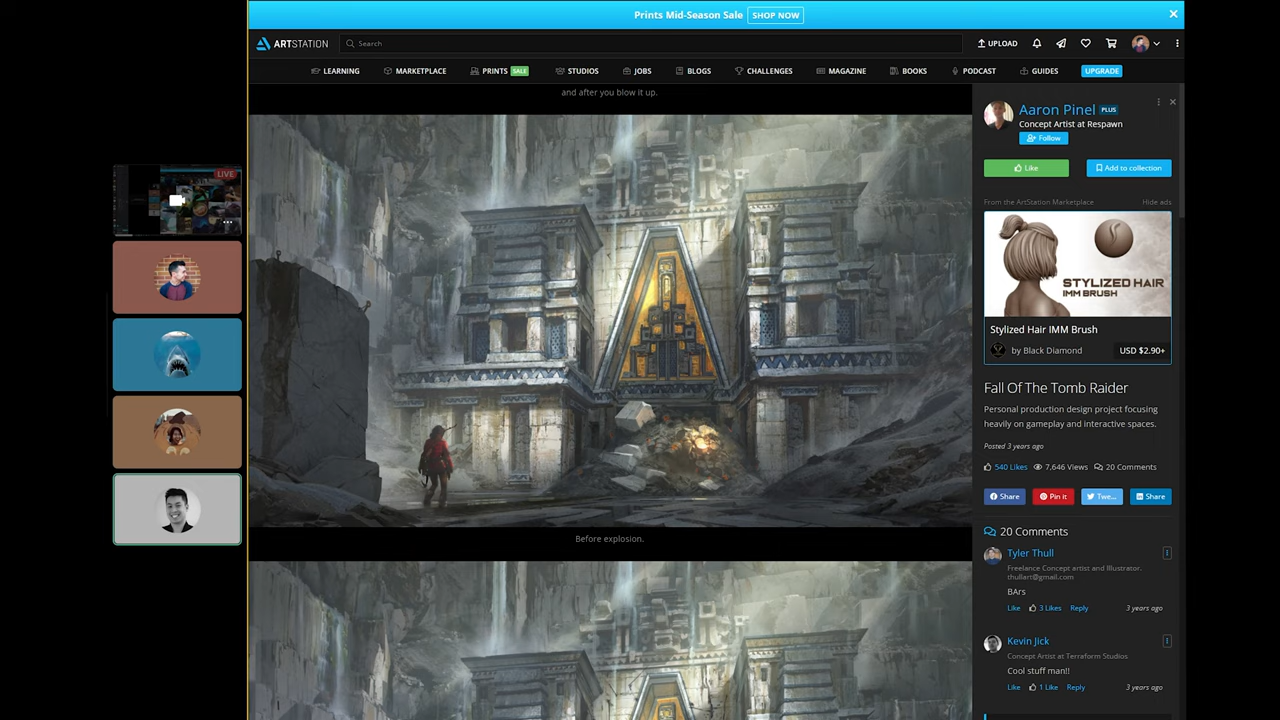 Prints Mid-Season Sale SHOP NOW
ARTSTATION
Search
UPLOAD
LEARNING MARKETPLACE PRINTS SALE STUDIOS JOBS BLOGS CHALLENGES MAGAZINE BOOKS PODCAST GUIDES UPGRADE
and after you blow it up.
LIVE
Before explosion.
Aaron Pinel PLUS
Concept Artist at Respawn
Follow
Like
Add to collection
From the ArtStation Marketplace
Hide ads
STYLIZED HAIR
IMM BRUSH
Stylized Hair IMM Brush
by Black Diamond
USD $2.90+
Fall Of The Tomb Raider
Personal production design project focusing
heavily on gameplay and interactive spaces.
Posted 3 years ago
540 Likes 7,646 Views 20 Comments
Share Pin it Twe... Share
20 Comments
Tyler Thull
Freelance Concept artist and Illustrator.
thullart@gmail.com
BArs
Like 3 Likes Reply 3 years ago
Kevin Jick
Concept Artist at Terraform Studios
Cool stuff man!!
Like 1 Like Reply 3 years ago